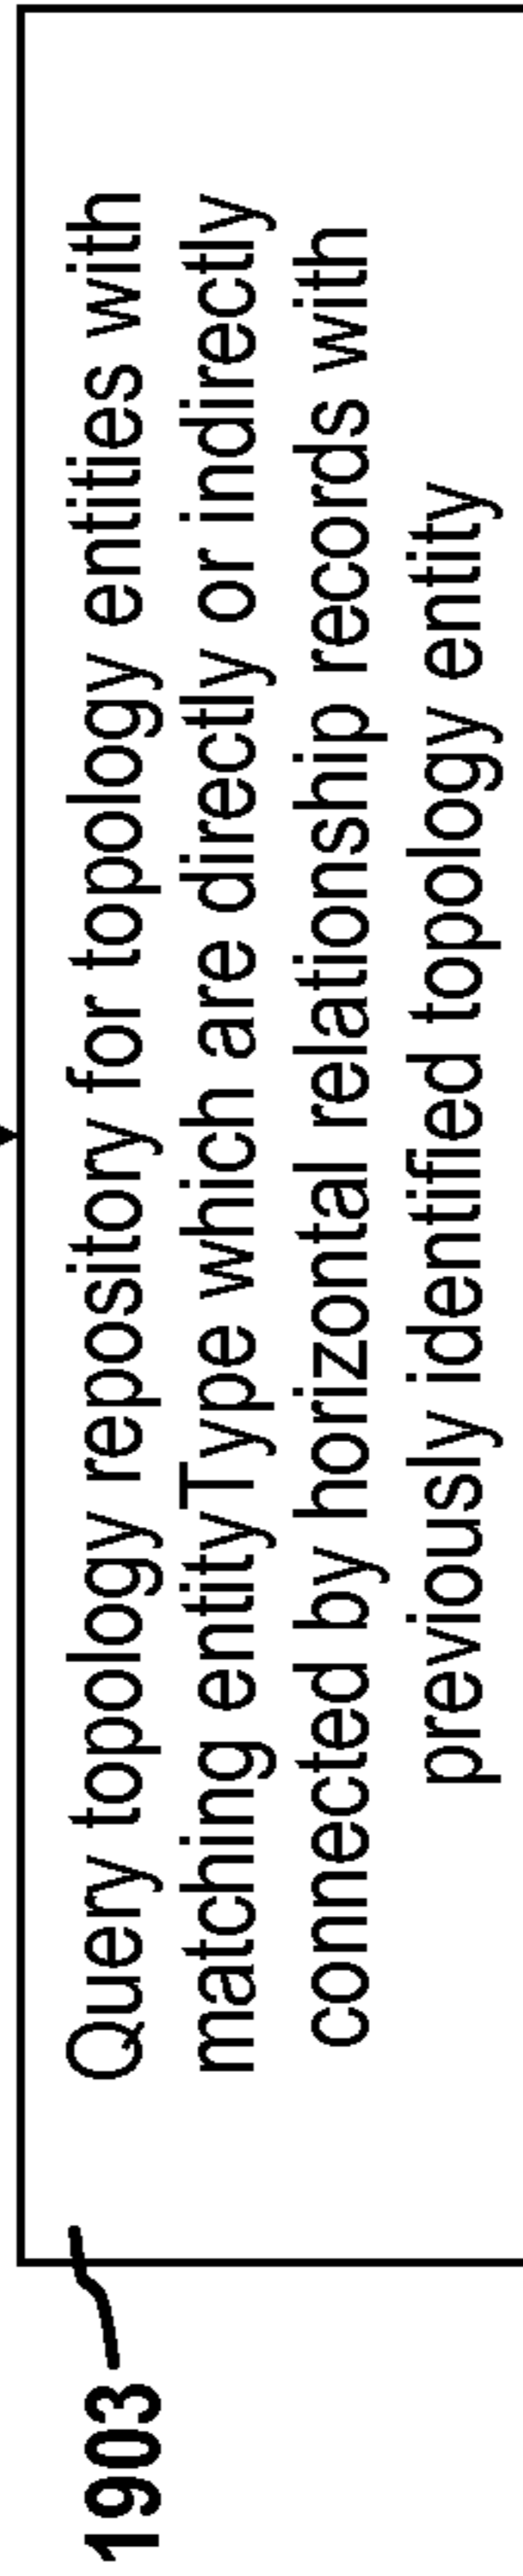 1903
Query topology repository for topology entities with
matching entityType which are directly or indirectly
connected by horizontal relationship records with
previously identified topology entity